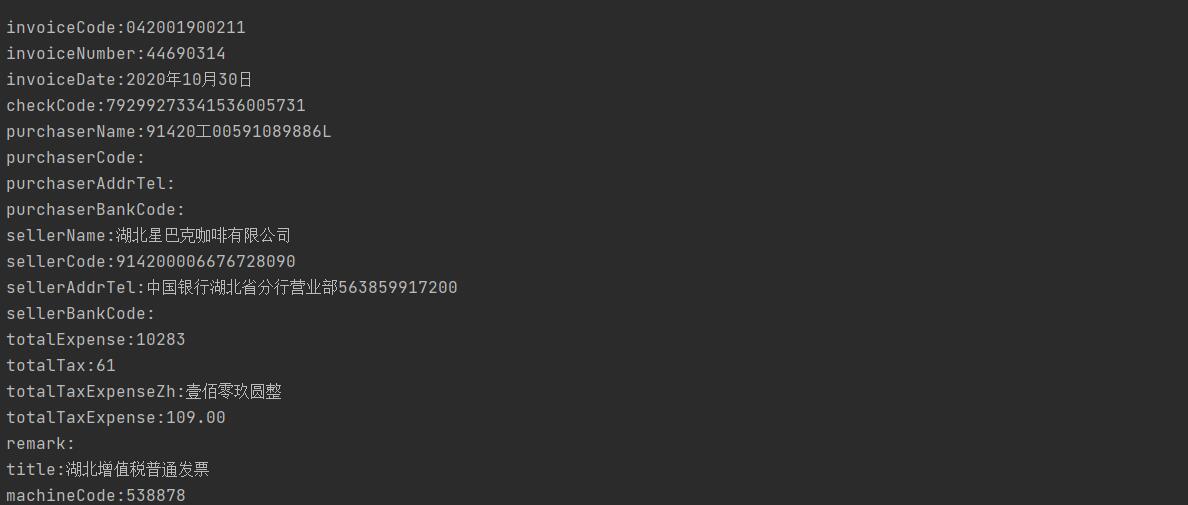 invoiceCode:042001900211
invoiceNumber:44690314
invoiceDate:2020年10月30日
checkCode:79299273341536005731
purchaserName:91420工00591089886L
purchaserCode:
purchaserAddrTel:
purchaserBankCode:
sellerName:湖北星巴克咖啡有限公司
sellerCode:914200006676728090
sellerAddrTel:中国银行湖北省分行营业部563859917200
sellerBankCode:
totalExpense:10283
totalTax:61
totalTaxExpenseZh:壹佰零玖圆整
totalTaxExpense:109.00
remark:
title:湖北增值税普通发票
machineCode:538878